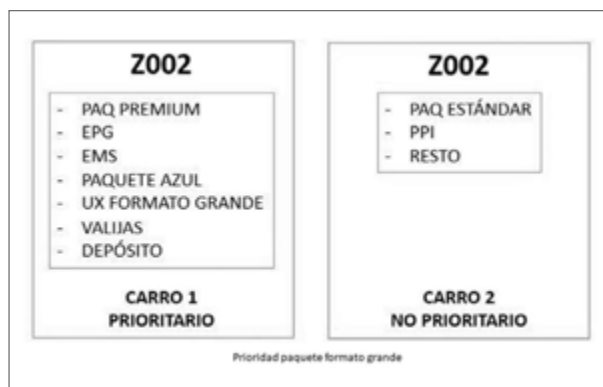 Z002
- PAQ PREMIUM
- EPG
- EMS
- PAQUETE AZUL
- UX FORMATO GRANDE
- VALIJAS
- DEPÓSITO
CARRO 1
PRIORITARIO
Z002
- PAQ ESTÁNDAR
- PPI
- RESTO
CARRO 2
NO PRIORITARIO
Prioridad paquete formato grande